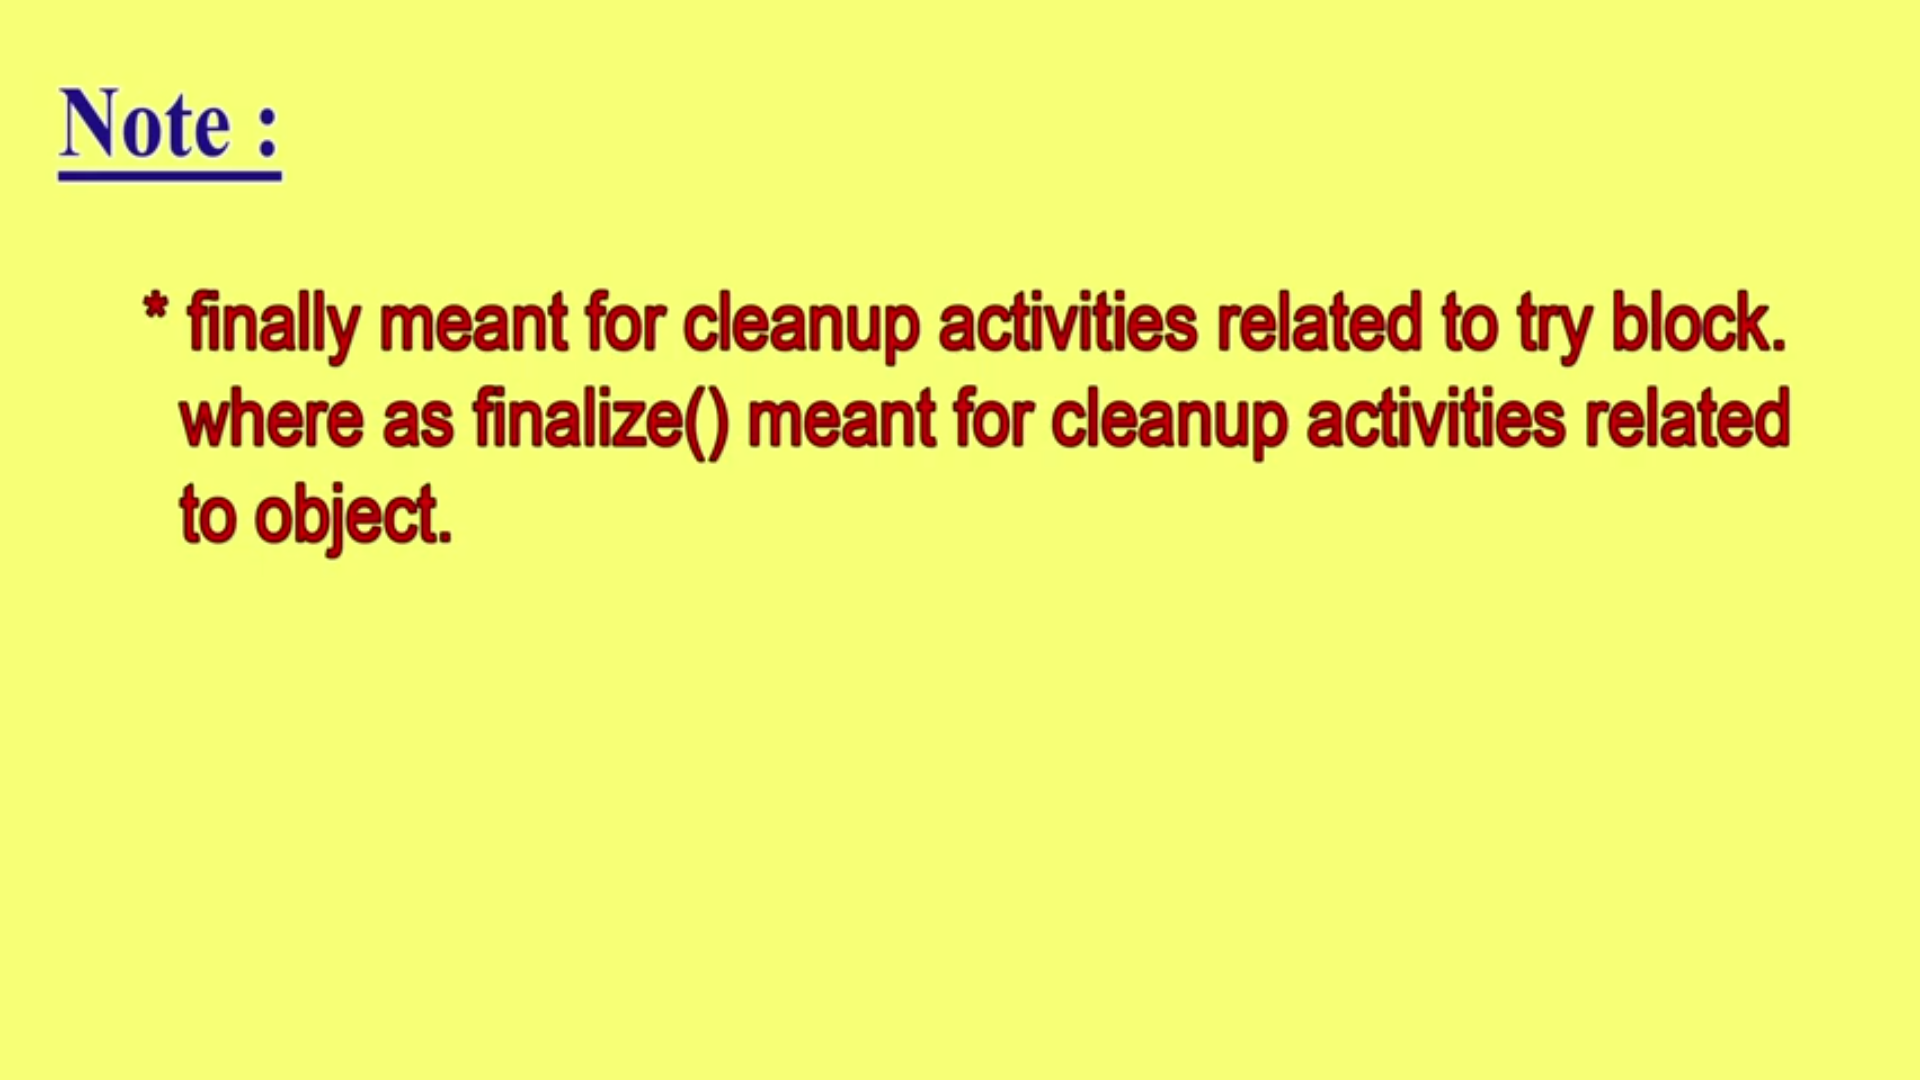 Note :
* finally meant for cleanup activities related to try block.
where as finalize() meant for cleanup activities related
to object.